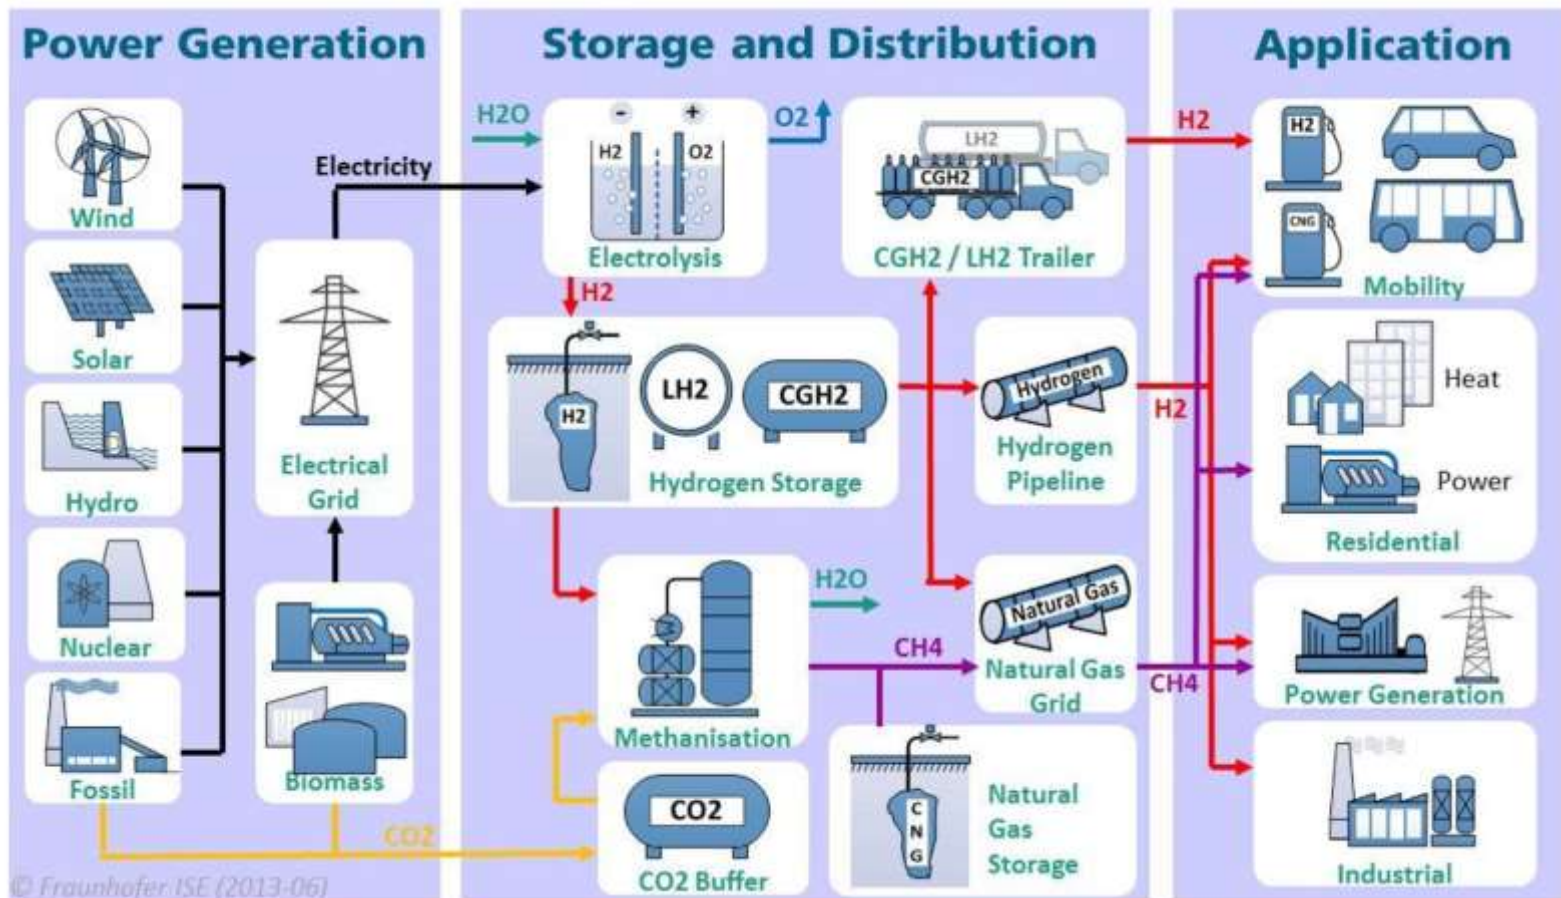 Power Generation
Wind
Solar
Hydro
Nuclear
Fossil
Electricity
Electrical
Grid
Biomass
CO2
© Fraunhofer ISE (2013-06)
Storage and Distribution
H2O
- +
H2 O2
Electrolysis
O2
LH2
CGH2
CGH2 / LH2 Trailer
H2
H2
LH2
CGH2
Hydrogen Storage
Hydrogen
Hydrogen
Pipeline
Methanisation
H2O
CH4
Natural Gas
Natural Gas
Grid
CO2
CO2 Buffer
C
N
G
Natural
Gas
Storage
H2
H2
CH4
Application
H2
CNG
Mobility
Heat
Power
Residential
Power Generation
Industrial